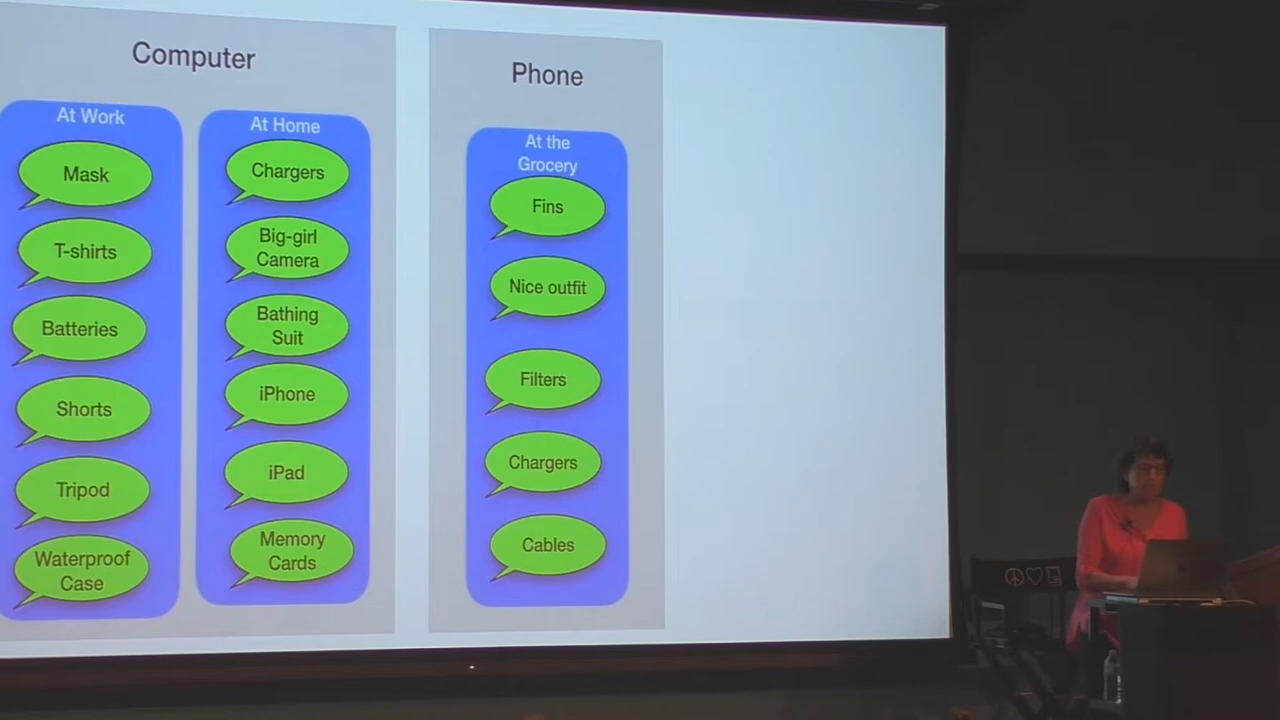 Computer
At Work
Mask
T-shirts
Batteries
Shorts
Tripod
Waterproof
Case
At Home
Chargers
Big-girl
Camera
Bathing
Suit
iPhone
iPad
Memory
Cards
Phone
At the
Grocery
Fins
Nice outfit
Filters
Chargers
Cables